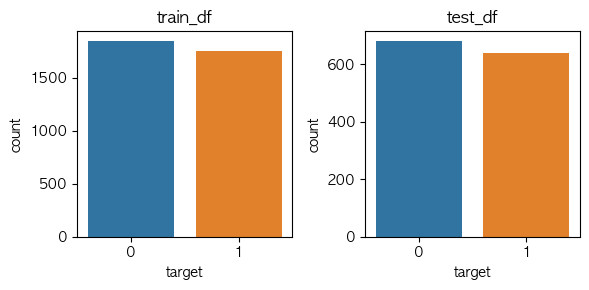 train_df
count
1500
1000
500
0
0 1
target
test_df
count
600
400
200
0
0 1
target